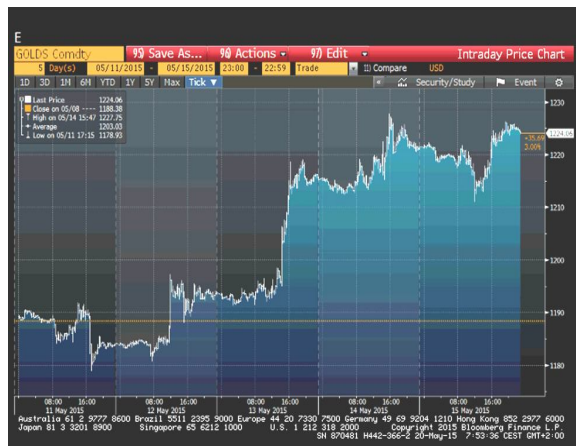 E
GOLDS Comdty 95) Save As... 96) Actions 97) Edit Intraday Price Chart
5 Day(s) 05/11/2015 - 05/15/2015 23:00 - 22:59 Trade 11) Compare USD
1D 3D 1M 6M YTD 1Y 5Y Max Tick ▼ « Security/Study Event
Last Price 1224.06
Close on 05/08 ---- 1188.38
High on 05/14 15:47 1227.75
Average 1203.03
Low on 05/11 17:15 1178.93
1230
1224.06
+35.69
3.00%
1220
1210
1200
1190
1180
08:00 16:00 08:00 16:00 08:00 16:00 08:00 16:00 08:00 16:00
11 May 2015 12 May 2015 13 May 2015 14 May 2015 15 May 2015
Australia 61 2 9777 8600 Brazil 5511 2395 9000 Europe 44 20 7330 7500 Germany 49 69 9204 1210 Hong Kong 852 2977 6000
Japan 81 3 3201 8900 Singapore 65 6212 1000 U.S. 1 212 318 2000 Copyright 2015 Bloomberg Finance L.P.
SN 870481 H442-366-2 20-May-15 7:53:36 CEST GMT+2:00